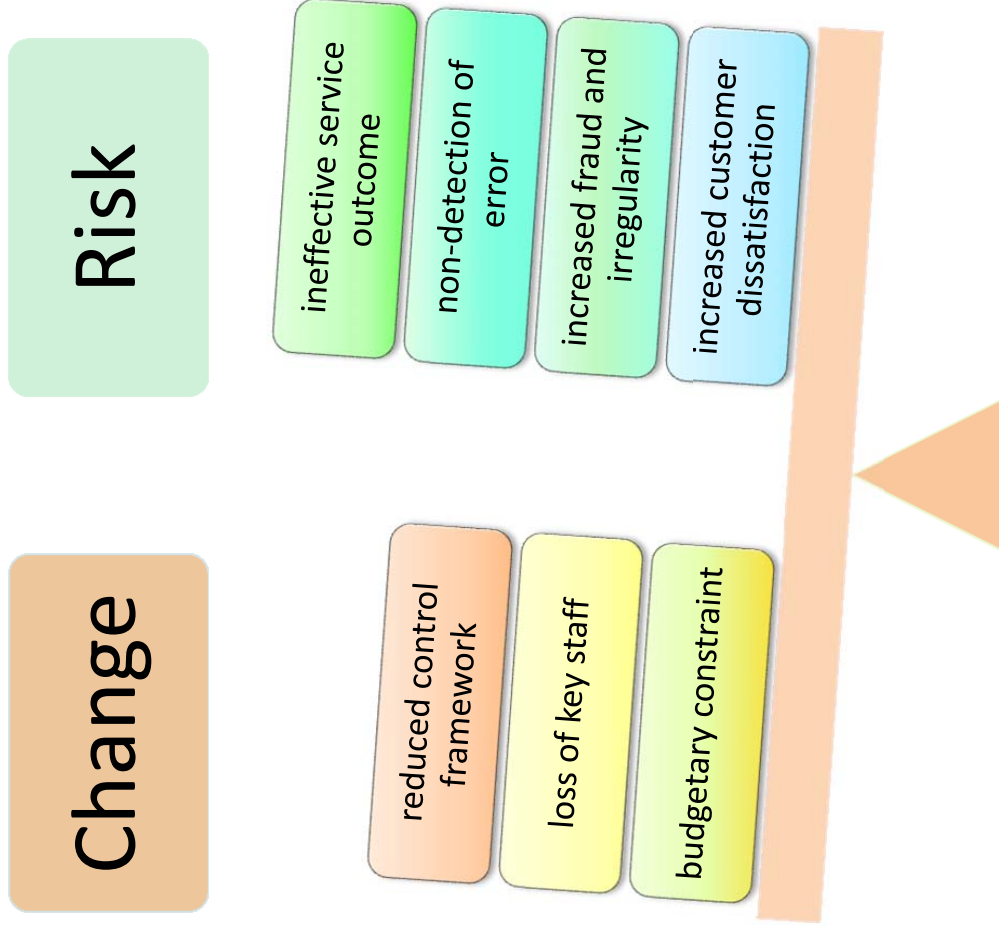 Change
Risk
reduced control
framework
loss of key staff
budgetary constraint
ineffective service
outcome
non-detection of
error
increased fraud and
irregularity
increased customer
dissatisfaction